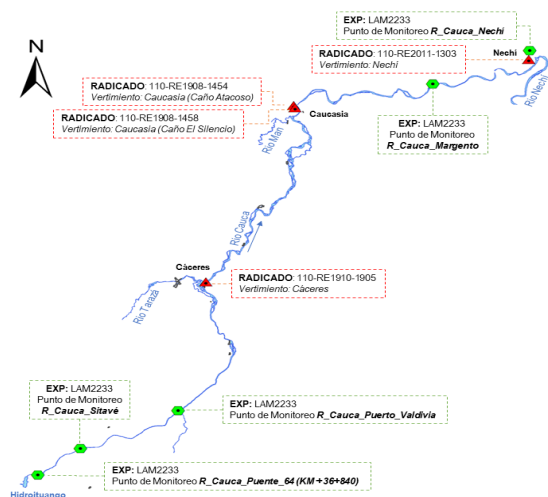 EXP: LAM2233
Punto de Monitoreo R_Cauca_Nechí
N
RADICADO: 110-RE2011-1303
Vertimiento: Nechí
Nechí
Río Nechí
RADICADO: 110-RE1908-1454
Vertimiento: Caucasia (Caño Atacoso)
RADICADO: 110-RE1908-1458
Vertimiento: Caucasia (Caño El Silencio)
Caucasia
Río Man
EXP: LAM2233
Punto de Monitoreo
R_Cauca_Margento
Río Cauca
Cáceres
RADICADO: 110-RE1910-1905
Vertimiento: Cáceres
Río Tarazá
EXP: LAM2233
Punto de Monitoreo
R_Cauca_Sitavé
EXP: LAM2233
Punto de Monitoreo R_Cauca_Puerto_Valdivia
EXP: LAM2233
Punto de Monitoreo R_Cauca_Puente_64 (KM+36+840)
Hidroituango